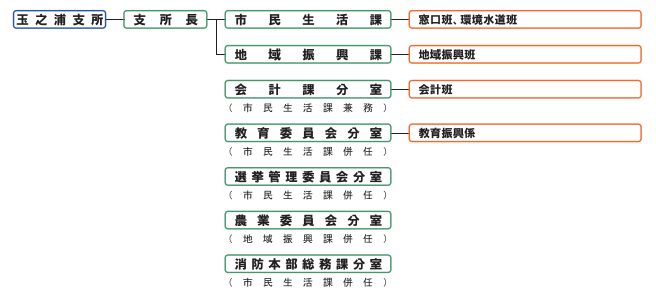 玉之浦支所
支所長
市民生活課
窓口班、環境水道班
地域振興課
地域振興班
会計課分室
会計班
（市民生活課兼務）
教育委員会分室
教育振興係
（市民生活課併任）
選挙管理委員会分室
（市民生活課併任）
農業委員会分室
（地域振興課併任）
消防本部総務課分室
（市民生活課併任）